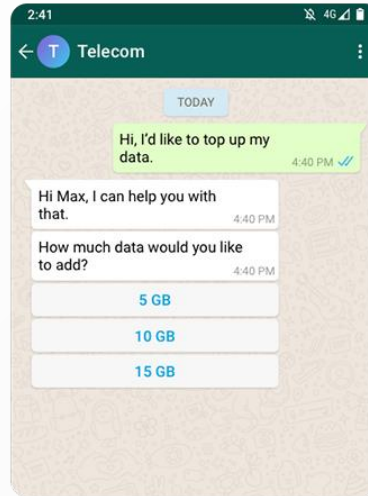 2:41
4G
T Telecom
TODAY
Hi, I'd like to top up my
data.
4:40 PM
Hi Max, I can help you with
that.
4:40 PM
How much data would you like
to add?
4:40 PM
5 GB
10 GB
15 GB